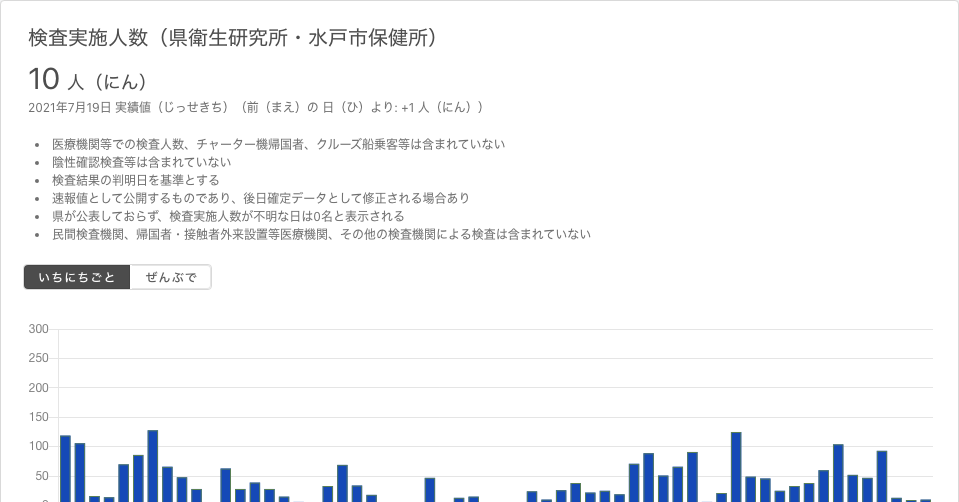 検査実施人数（県衛生研究所・水戸市保健所）
10 人（にん）
2021年7月19日 実績値（じっせきち）（前（まえ）の 日（ひ）より: +1 人（にん））
• 医療機関等での検査人数、チャーター機帰国者、クルーズ船乗客等は含まれていない
• 陰性確認検査等は含まれていない
• 検査結果の判明日を基準とする
• 速報値として公開するものであり、後日確定データとして修正される場合あり
• 県が公表しておらず、検査実施人数が不明な日は0名と表示される
• 民間検査機関、帰国者・接触者外来設置等医療機関、その他の検査機関による検査は含まれていない
いちにちごと ぜんぶで
300
250
200
150
100
50